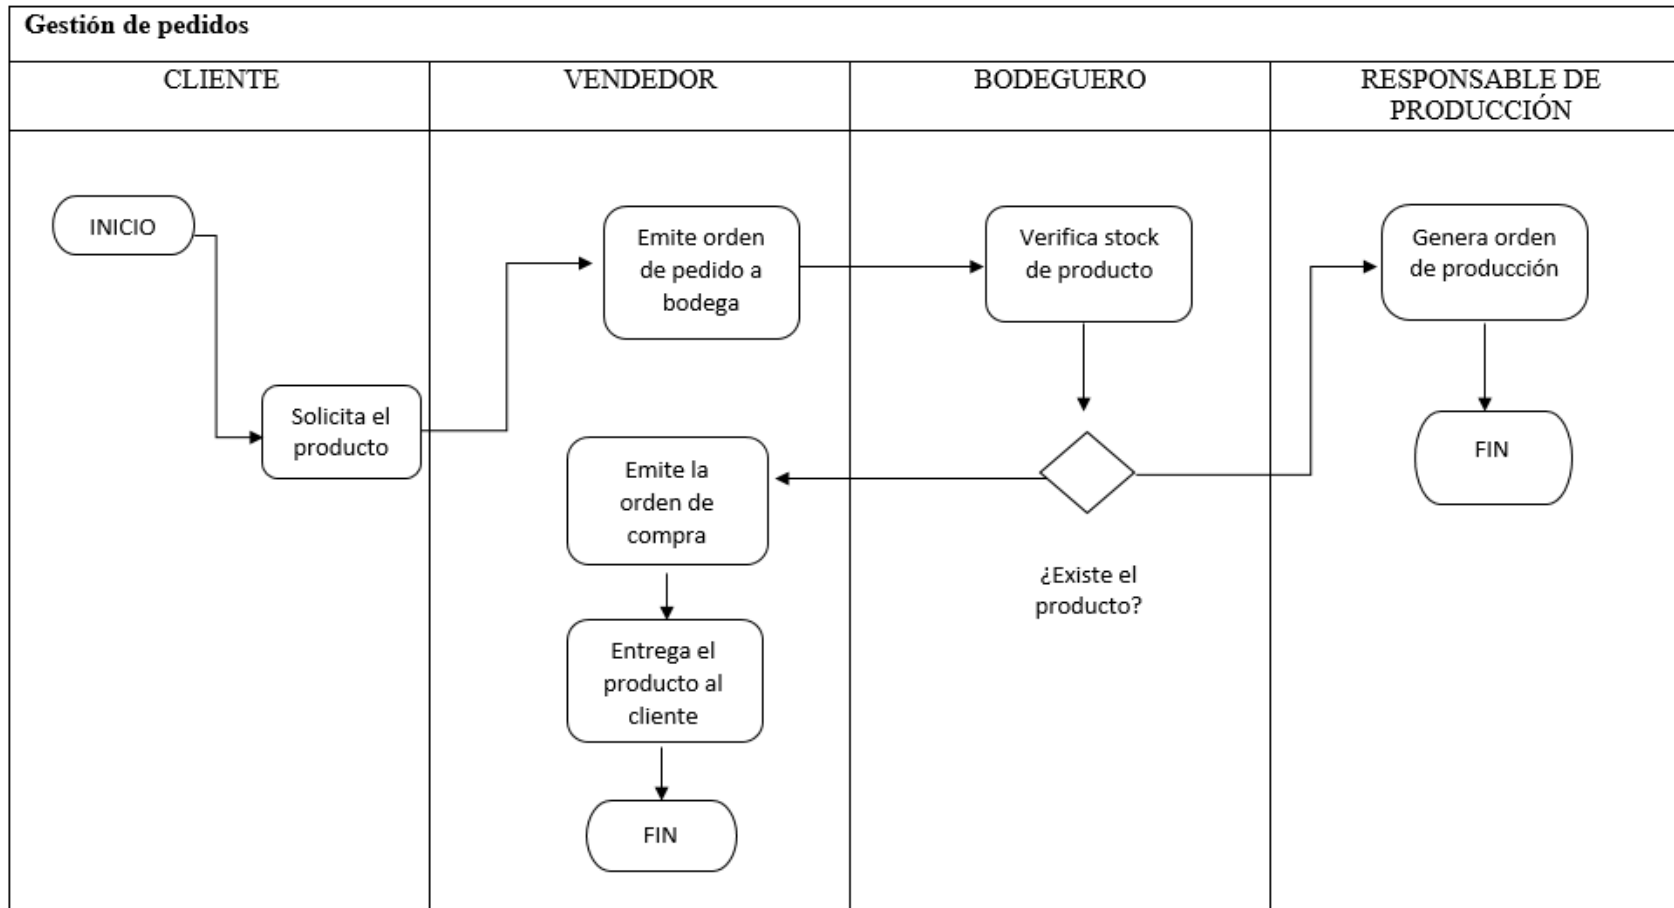 Gestión de pedidos
CLIENTE
VENDEDOR
BODEGUERO
RESPONSABLE DE
PRODUCCIÓN
INICIO
Solicita el
producto
Emite orden
de pedido a
bodega
Emite la
orden de
compra
Entrega el
producto al
cliente
FIN
Verifica stock
de producto
¿Existe el
producto?
Genera orden
de producción
FIN